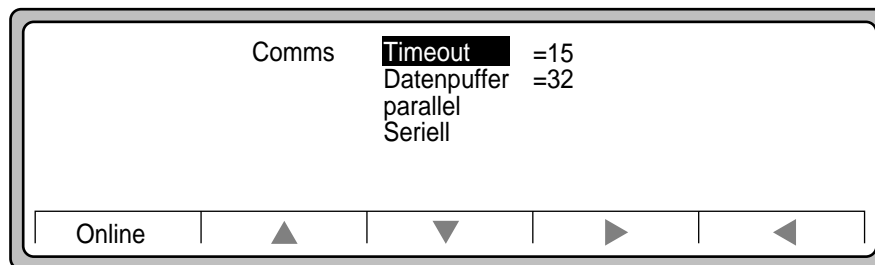 Comms Timeout =15
Datenpuffer =32
parallel
Seriell
Online